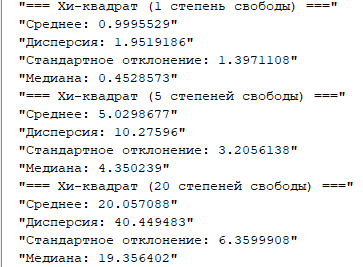 "=== Хи-квадрат (1 степень свободы) ==="
"Среднее: 0.9995529"
"Дисперсия: 1.9519186"
"Стандартное отклонение: 1.3971108"
"Медиана: 0.4528573"
"=== Хи-квадрат (5 степеней свободы) ==="
"Среднее: 5.0298677"
"Дисперсия: 10.27596"
"Стандартное отклонение: 3.2056138"
"Медиана: 4.350239"
"=== Хи-квадрат (20 степеней свободы) ==="
"Среднее: 20.057088"
"Дисперсия: 40.449483"
"Стандартное отклонение: 6.3599908"
"Медиана: 19.356402"